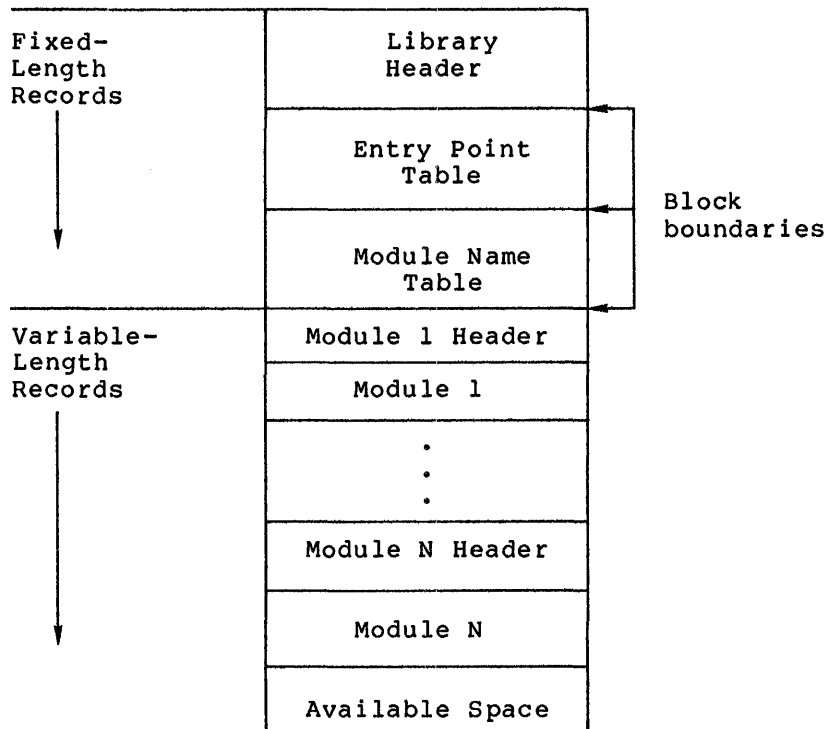 Fixed-
Length
Records
Library
Header
Entry Point
Table
Block
boundaries
Module Name
Table
Variable-
Length
Records
Module 1 Header
Module 1
Module N Header
Module N
Available Space